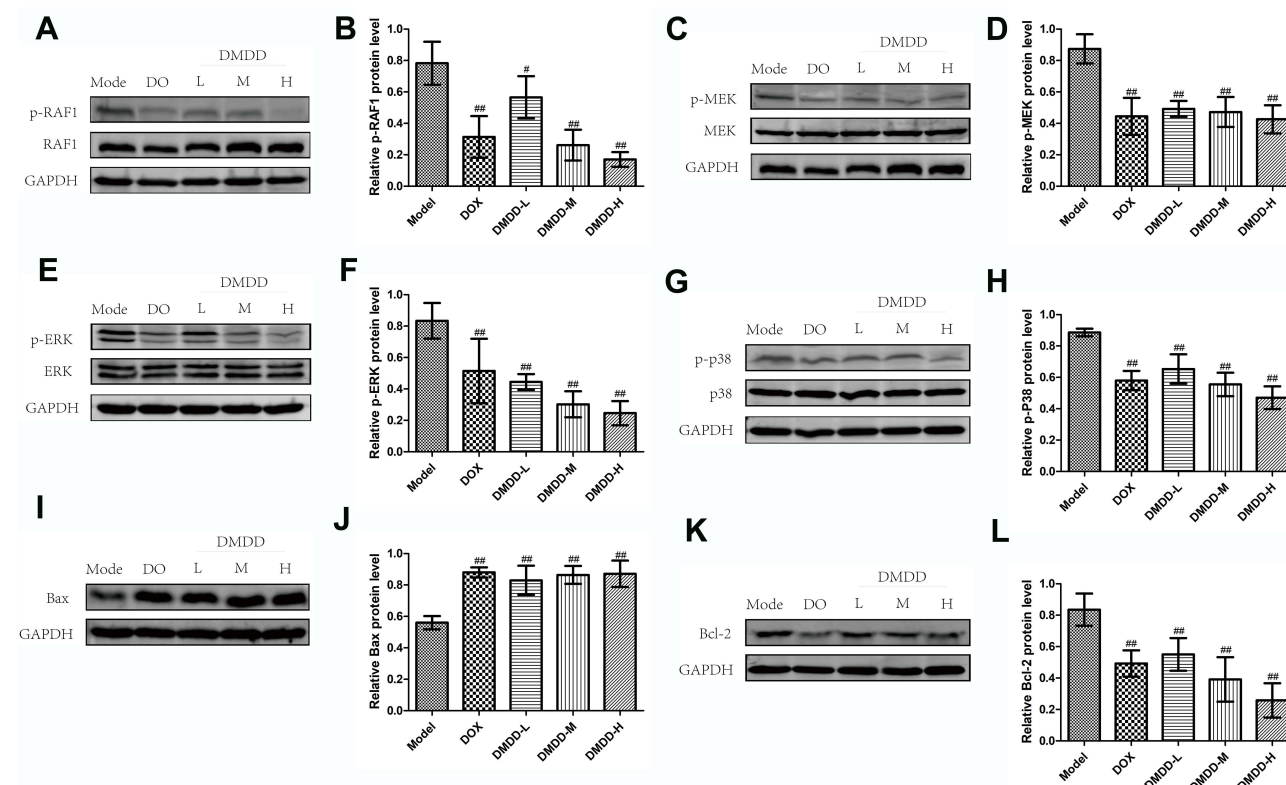 A
DMDD
Mode DO L M H
p-RAF1
RAF1
GAPDH
B
Relative p-RAF1 protein level
1.0
0.8
0.6
0.4
0.2
0.0
## # ## ##
Model DOX DMDD-L DMDD-M DMDD-H
C
DMDD
Mode DO L M H
p-MEK
MEK
GAPDH
D
Relative p-MEK protein level
1.0
0.8
0.6
0.4
0.2
0.0
## ## ## ##
Model DOX DMDD-L DMDD-M DMDD-H
E
DMDD
Mode DO L M H
p-ERK
ERK
GAPDH
F
Relative p-ERK protein level
1.0
0.8
0.6
0.4
0.2
0.0
## ## ## ##
Model DOX DMDD-L DMDD-M DMDD-H
G
DMDD
Mode DO L M H
p-p38
p38
GAPDH
H
Relative p-P38 protein level
1.0
0.8
0.6
0.4
0.2
0.0
## ## ## ##
Model DOX DMDD-L DMDD-M DMDD-H
I
DMDD
Mode DO L M H
Bax
GAPDH
J
Relative Bax protein level
1.0
0.8
0.6
0.4
0.2
0.0
## ## ## ##
Model DOX DMDD-L DMDD-M DMDD-H
K
DMDD
Mode DO L M H
Bcl-2
GAPDH
L
Relative Bcl-2 protein level
1.0
0.8
0.6
0.4
0.2
0.0
## ## ## ##
Model DOX DMDD-L DMDD-M DMDD-H